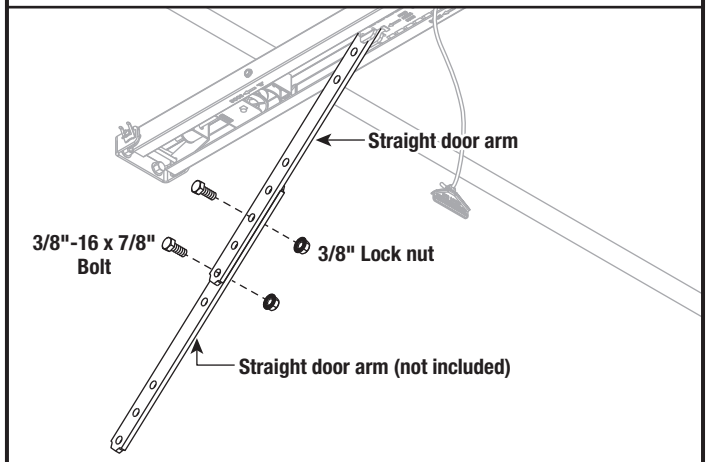 Straight door arm
3/8"-16 x 7/8"
Bolt
3/8" Lock nut
Straight door arm (not included)